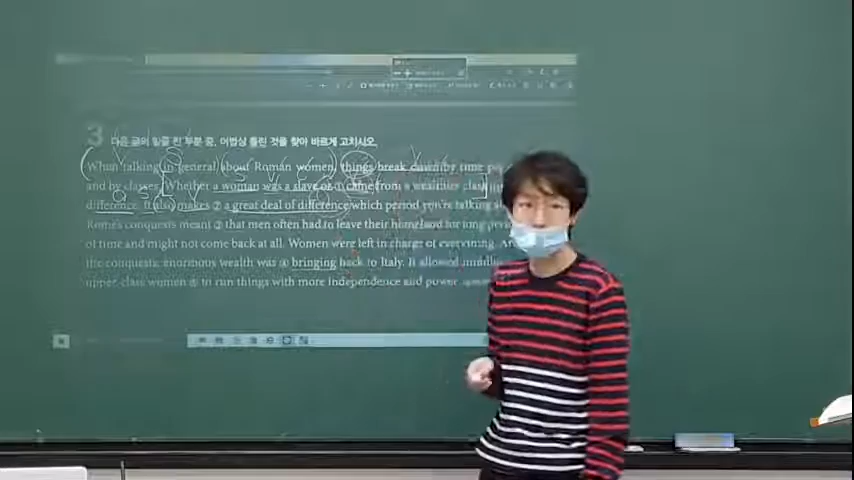 3 다음 글의 밑줄 친 부분 중, 어법상 틀린 것을 찾아 바르게 고치시오.
When talking in general about Roman women, things break down by time
and by classes. Whether a woman was a slave or ① came from a wealthier class
difference. It also makes ② a great deal of difference which period you're talking
Rome's conquests meant ③ that men often had to leave their homeland for long
of time and might not come back at all. Women were left in charge of everything.
the conquests, enormous wealth was ④ bringing back to Italy. It allowed
upper class women ⑤ to run things with more independence and power.